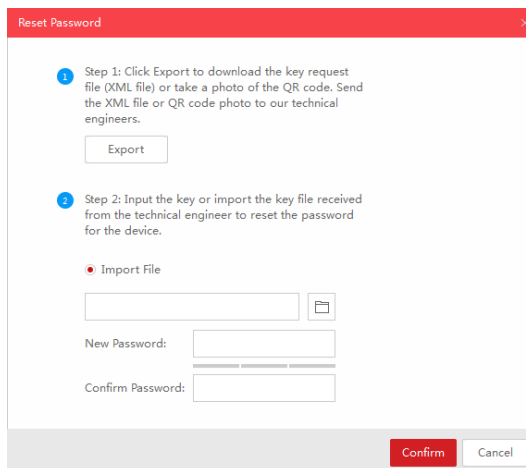 Reset Password
1
Step 1: Click Export to download the key request
file (XML file) or take a photo of the QR code. Send
the XML file or QR code photo to our technical
engineers.
Export
2
Step 2: Input the key or import the key file received
from the technical engineer to reset the password
for the device.
Import File
New Password:
Confirm Password:
Confirm
Cancel